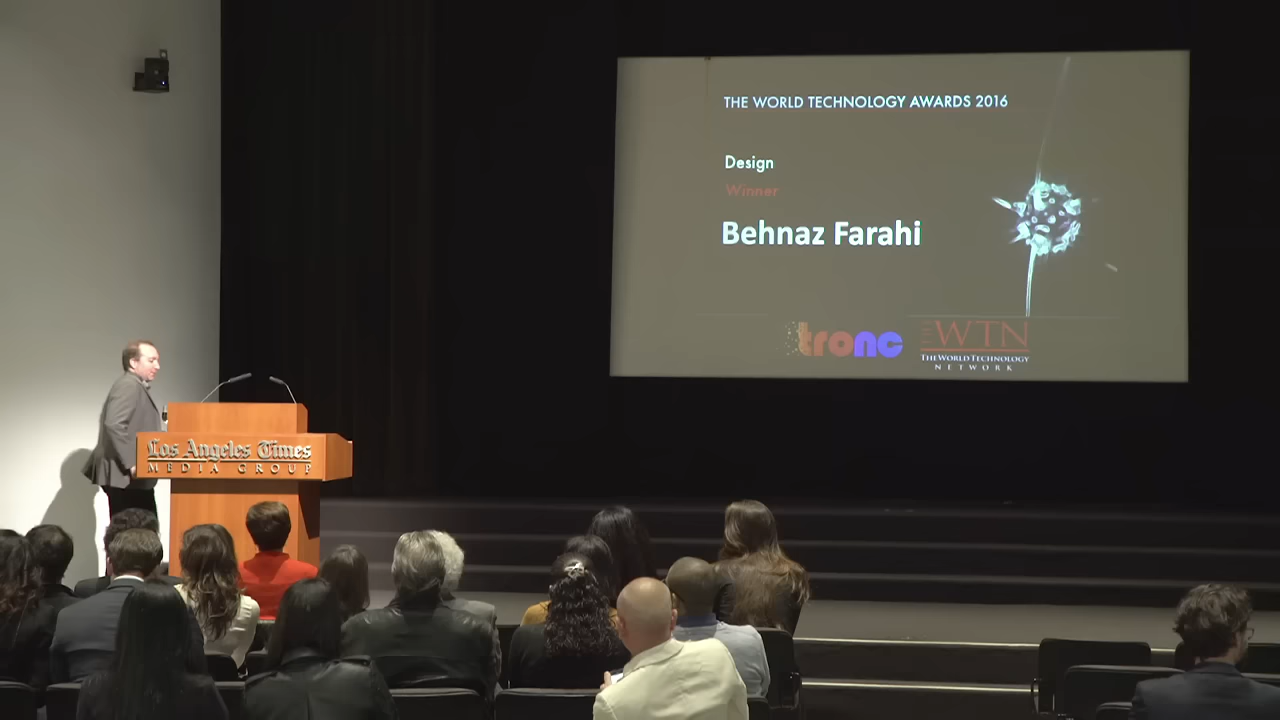 THE WORLD TECHNOLOGY AWARDS 2016
Design
Winner
Behnaz Farahi
tronc
THE WTN
THE WORLD TECHNOLOGY
NETWORK
Los Angeles Times
MEDIA GROUP